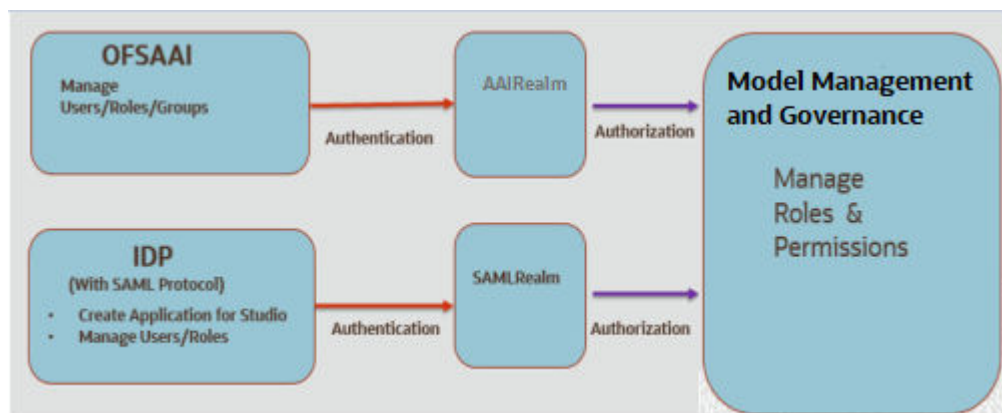 OFSAAI
Manage
Users/Roles/Groups
Authentication
AAIRealm
Authorization
Model Management
and Governance
Manage
Roles &
Permissions
IDP
(With SAML Protocol)
• Create Application for Studio
• Manage Users/Roles
Authentication
SAMLRealm
Authorization